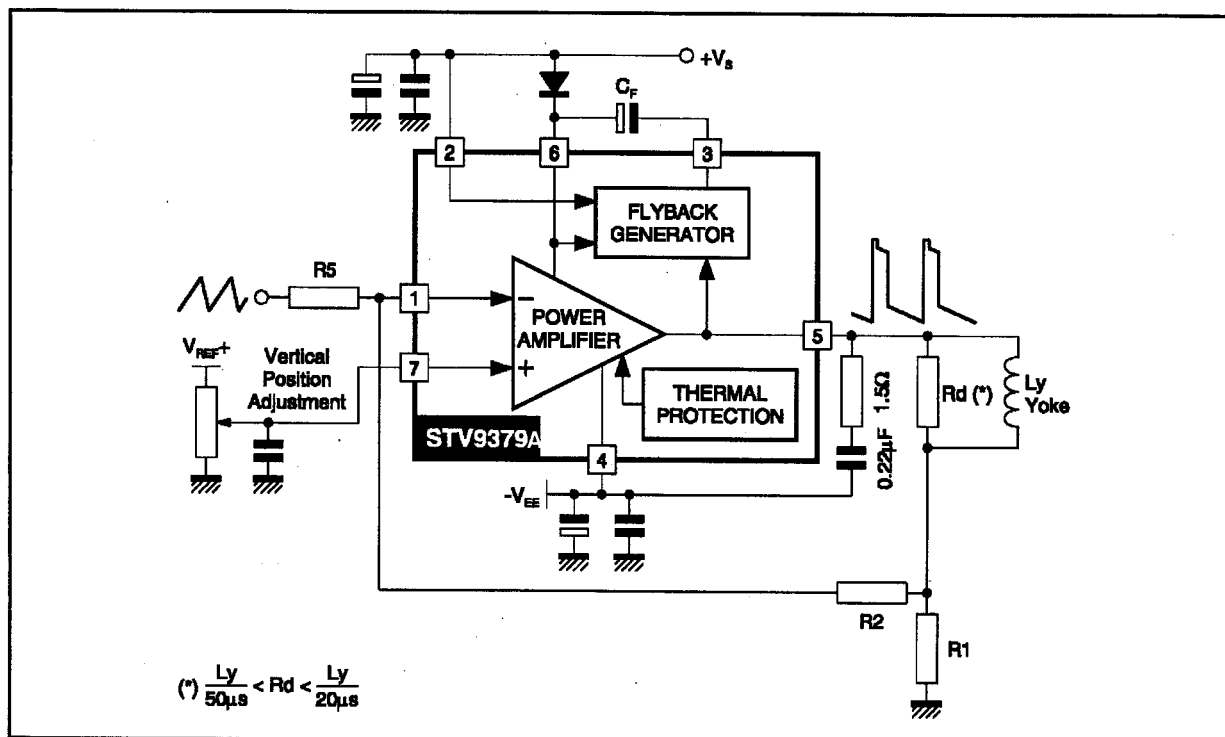 +VS
CF
2
6
3
FLYBACK
GENERATOR
R5
1
−
POWER
AMPLIFIER
5
VREF+
Vertical
Position
Adjustment
7
+
THERMAL
PROTECTION
1.5Ω
0.22µF
Rd (*)
Ly
Yoke
STV9379A
4
-VEE
R2
R1
(*) Ly/50µs < Rd < Ly/20µs